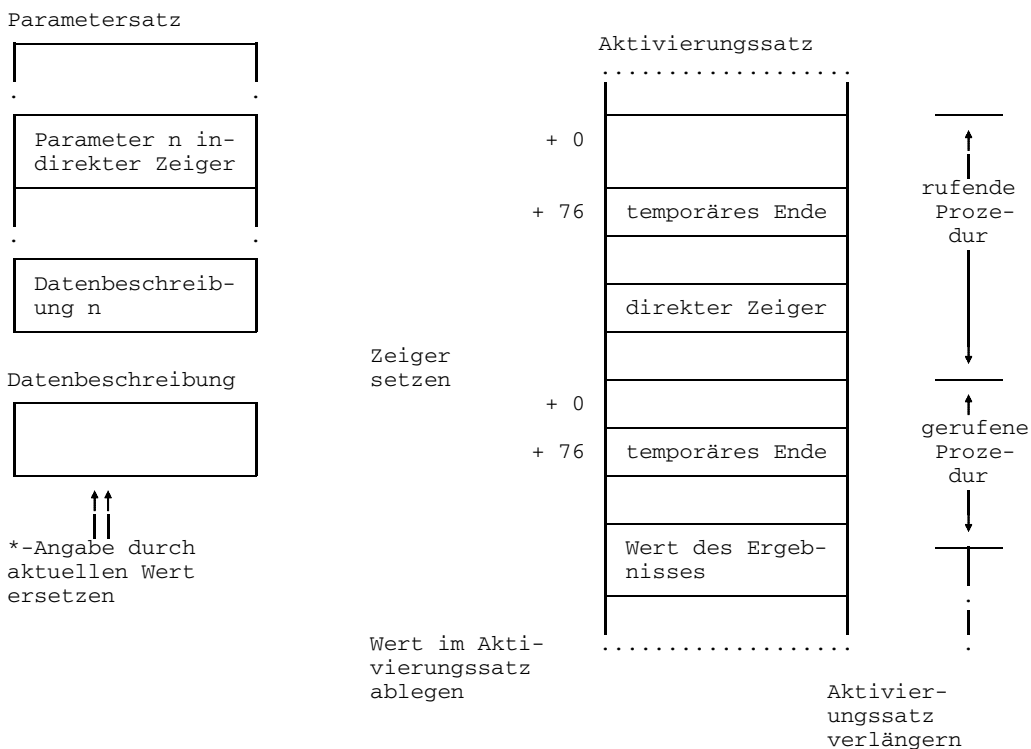 Parametersatz
Parameter n in-
direkter Zeiger
Datenbeschreib-
ung n
Datenbeschreibung
*-Angabe durch
aktuellen Wert
ersetzen
Zeiger
setzen
Wert im Akti-
vierungssatz
ablegen
Aktivierungssatz
+ 0
+ 76
temporäres Ende
direkter Zeiger
+ 0
+ 76
temporäres Ende
Wert des Ergeb-
nisses
rufende
Proze-
dur
gerufene
Proze-
dur
Aktivier-
ungssatz
verlängern